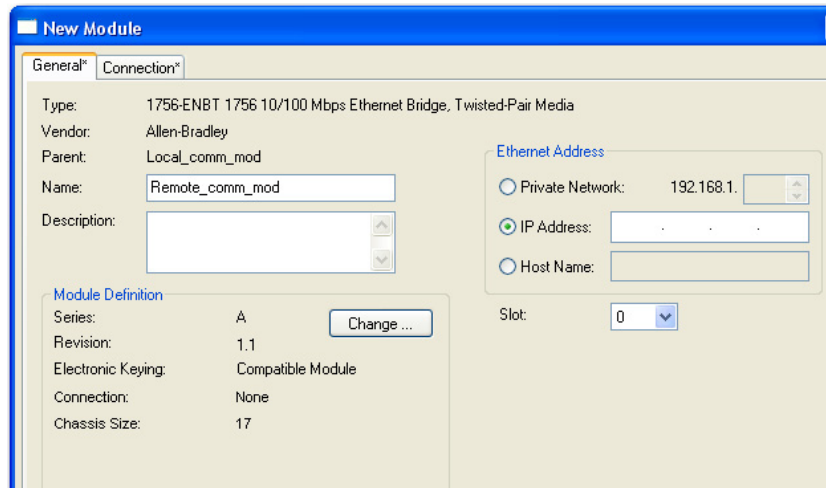 New Module
General* Connection*
Type: 1756-ENBT 1756 10/100 Mbps Ethernet Bridge, Twisted-Pair Media
Vendor: Allen-Bradley
Parent: Local_comm_mod
Name: Remote_comm_mod
Description:
Ethernet Address
Private Network: 192.168.1.
IP Address: . . .
Host Name:
Slot: 0
Module Definition
Series: A Change ...
Revision: 1.1
Electronic Keying: Compatible Module
Connection: None
Chassis Size: 17